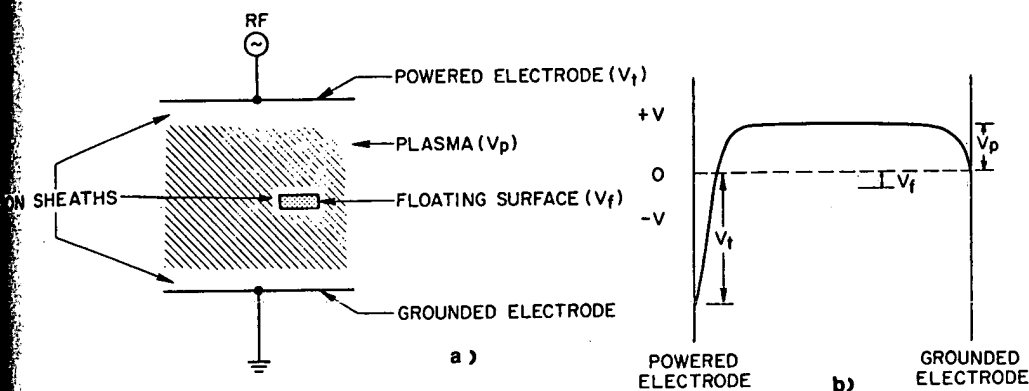 RF
~
POWERED ELECTRODE (Vt)
PLASMA (Vp)
ON SHEATHS
FLOATING SURFACE (Vf)
GROUNDED ELECTRODE
a)
+V
0
-V
Vp
Vf
Vt
POWERED
ELECTRODE
GROUNDED
ELECTRODE
b)